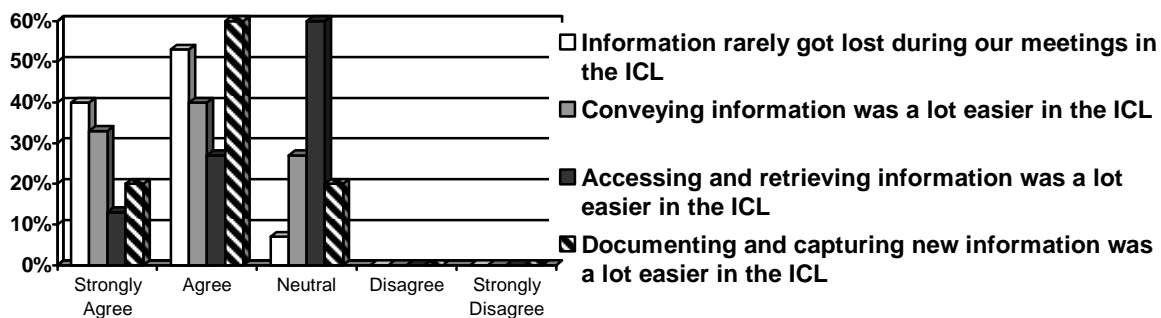 60%
50%
40%
30%
20%
10%
0%
Strongly
Agree
Agree
Neutral
Disagree
Strongly
Disagree
Information rarely got lost during our meetings in
the ICL
Conveying information was a lot easier in the ICL
Accessing and retrieving information was a lot
easier in the ICL
Documenting and capturing new information was
a lot easier in the ICL